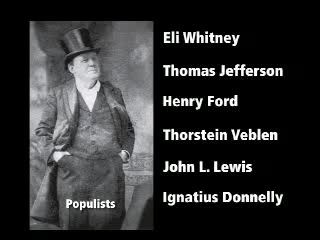 Eli Whitney
Thomas Jefferson
Henry Ford
Thorstein Veblen
John L. Lewis
Ignatius Donnelly
Populists